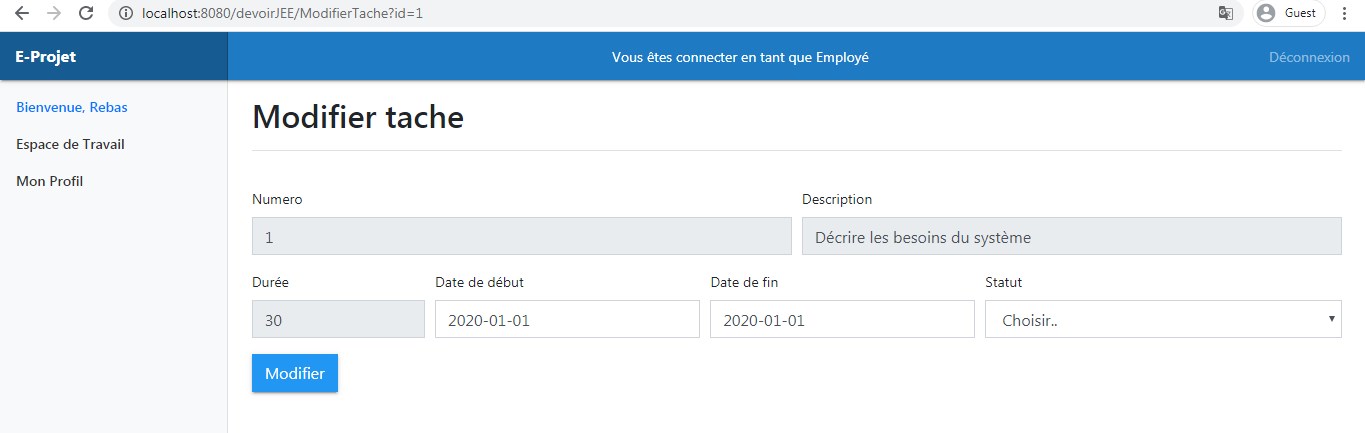 localhost:8080/devoirJEE/ModifierTache?id=1
Guest
E-Projet
Vous êtes connecter en tant que Employé
Déconnexion
Bienvenue, Rebas
Espace de Travail
Mon Profil
Modifier tache
Numero
Description
1
Décrire les besoins du système
Durée
Date de début
Date de fin
Statut
30
2020-01-01
2020-01-01
Choisir..
Modifier